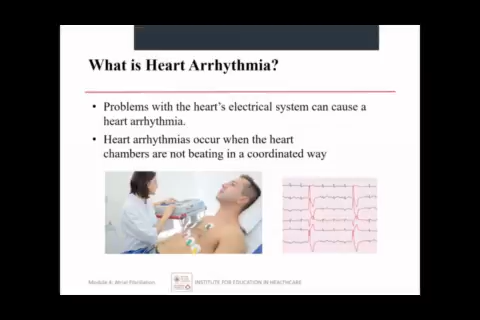 What is Heart Arrhythmia?
• Problems with the heart's electrical system can cause a
heart arrhythmia.
• Heart arrhythmias occur when the heart
chambers are not beating in a coordinated way
Module 4: Atrial Fibrillation
INSTITUTE FOR EDUCATION IN HEALTHCARE